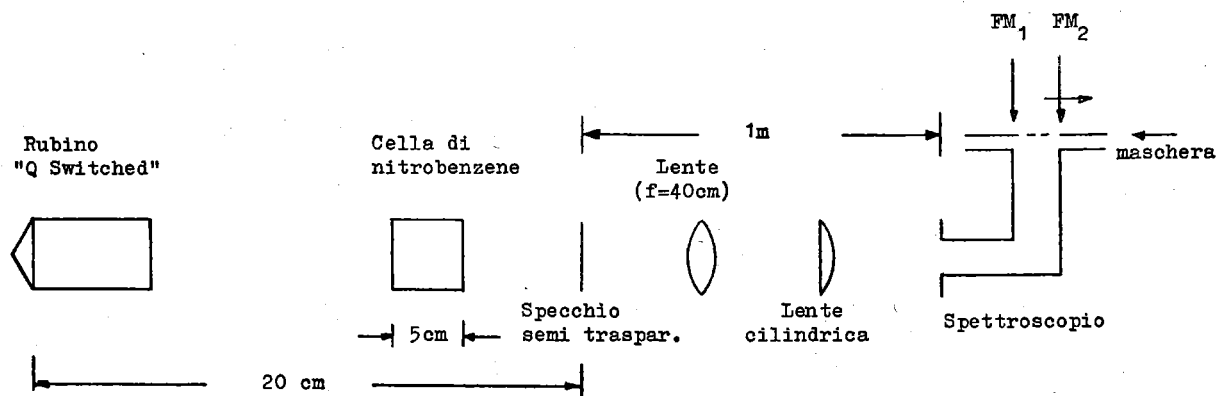 FM1 FM2
1m
maschera
Rubino
"Q Switched"
Cella di
nitrobenzene
Lente
(f=40cm)
Specchio
semi traspar.
Lente
cilindrica
Spettroscopio
5cm
20 cm